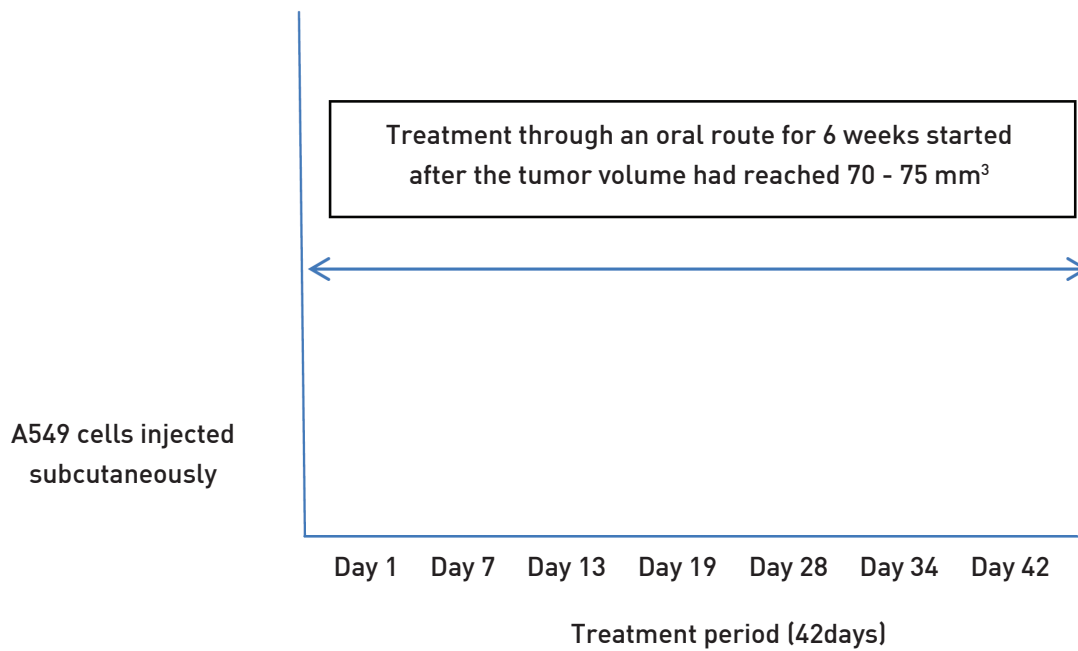 Treatment through an oral route for 6 weeks started
after the tumor volume had reached 70 - 75 mm³
A549 cells injected
subcutaneously
Day 1 Day 7 Day 13 Day 19 Day 28 Day 34 Day 42
Treatment period (42days)